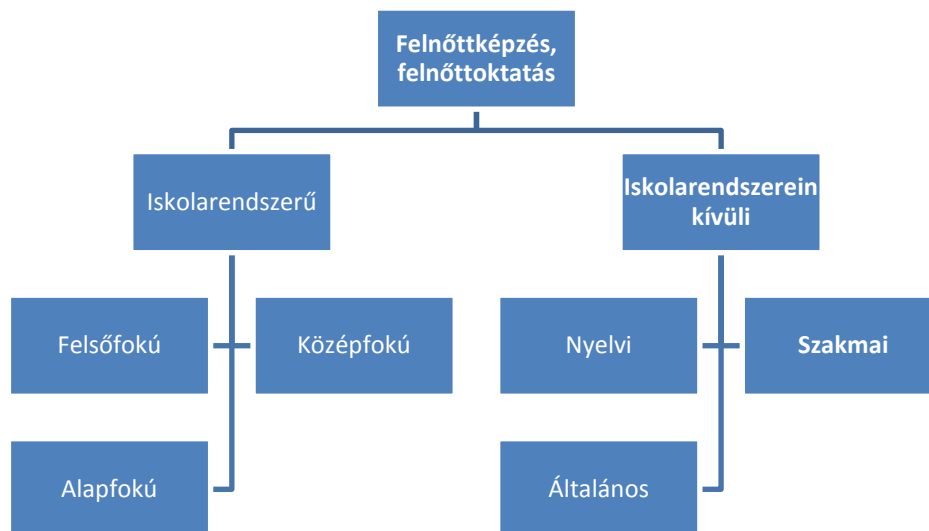 Felnőttképzés,
felnőttoktatás
Iskolarendszerű
Iskolarendszerein
kívüli
Felsőfokú
Középfokú
Nyelvi
Szakmai
Alapfokú
Általános